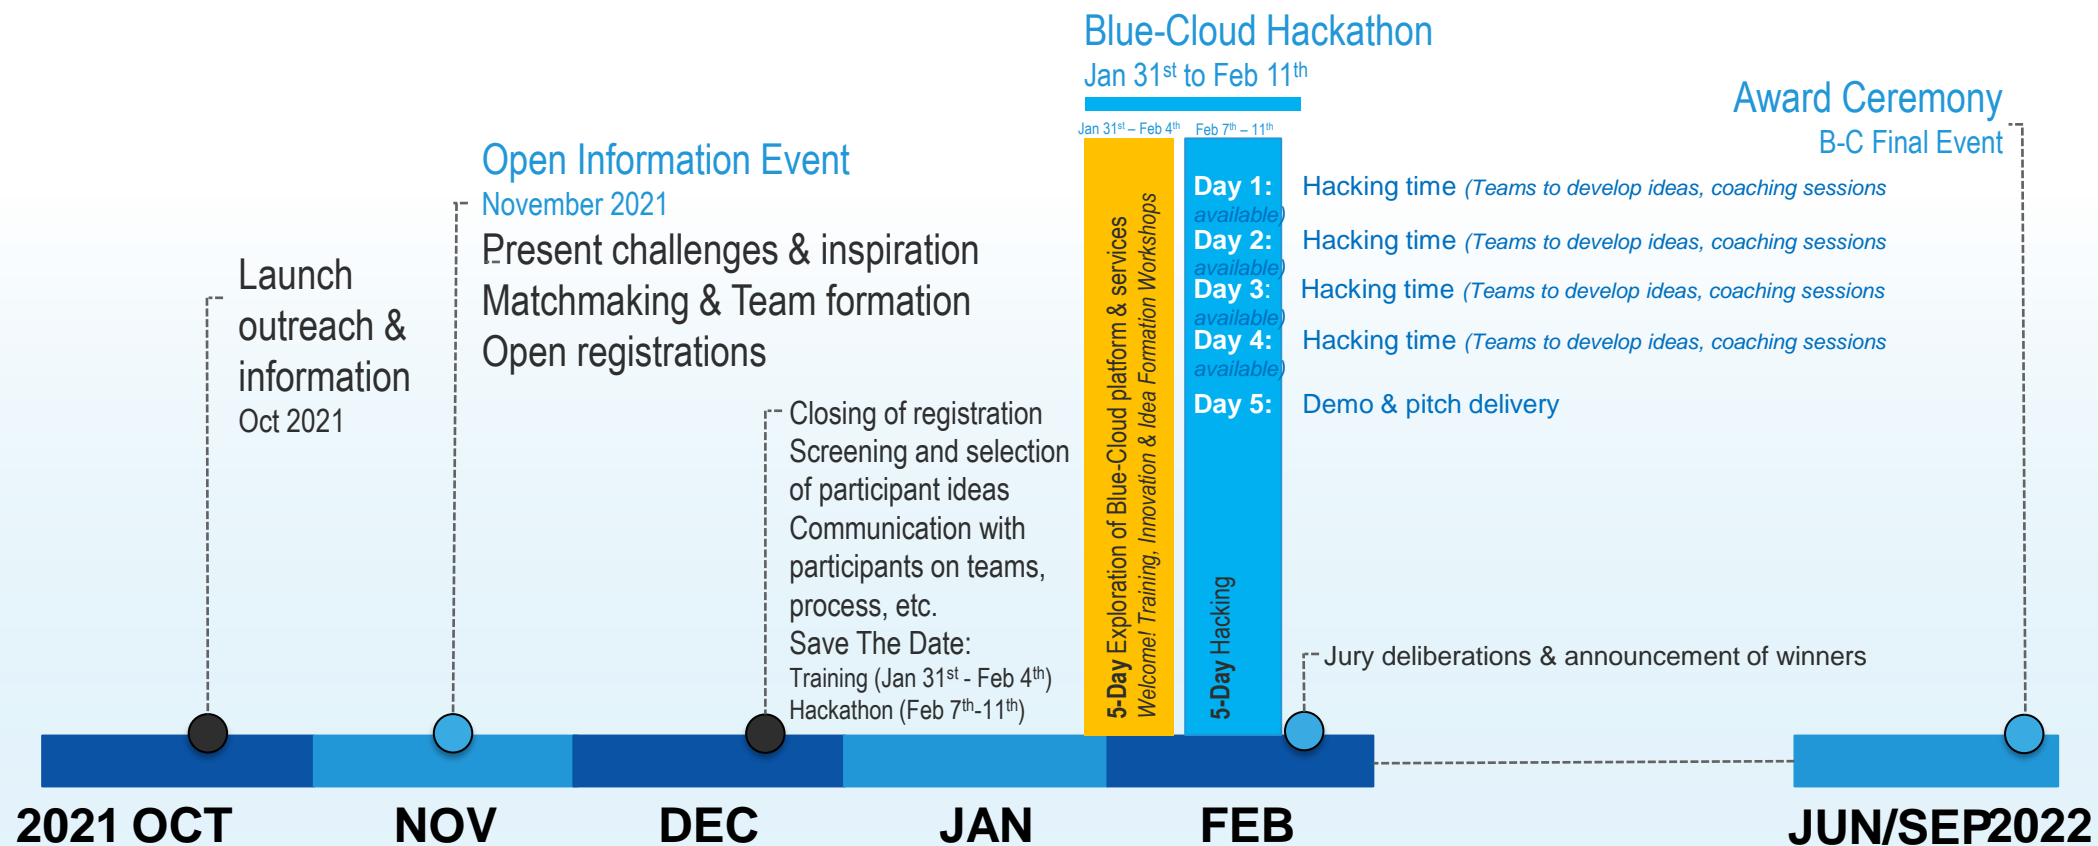 Blue-Cloud Hackathon
Jan 31st to Feb 11th
Jan 31st – Feb 4th
Feb 7th – 11th
Award Ceremony
B-C Final Event
Open Information Event
November 2021
Present challenges & inspiration
Matchmaking & Team formation
Open registrations
Launch
outreach &
information
Oct 2021
Closing of registration
Screening and selection
of participant ideas
Communication with
participants on teams,
process, etc.
Save The Date:
Training (Jan 31st - Feb 4th)
Hackathon (Feb 7th-11th)
5-Day Exploration of Blue-Cloud platform & services
Welcome! Training, Innovation & Idea Formation Workshops
5-Day Hacking
Day 1: Hacking time (Teams to develop ideas, coaching sessions
available)
Day 2: Hacking time (Teams to develop ideas, coaching sessions
available)
Day 3: Hacking time (Teams to develop ideas, coaching sessions
available)
Day 4: Hacking time (Teams to develop ideas, coaching sessions
available)
Day 5: Demo & pitch delivery
Jury deliberations & announcement of winners
2021 OCT NOV DEC JAN FEB JUN/SEP 2022